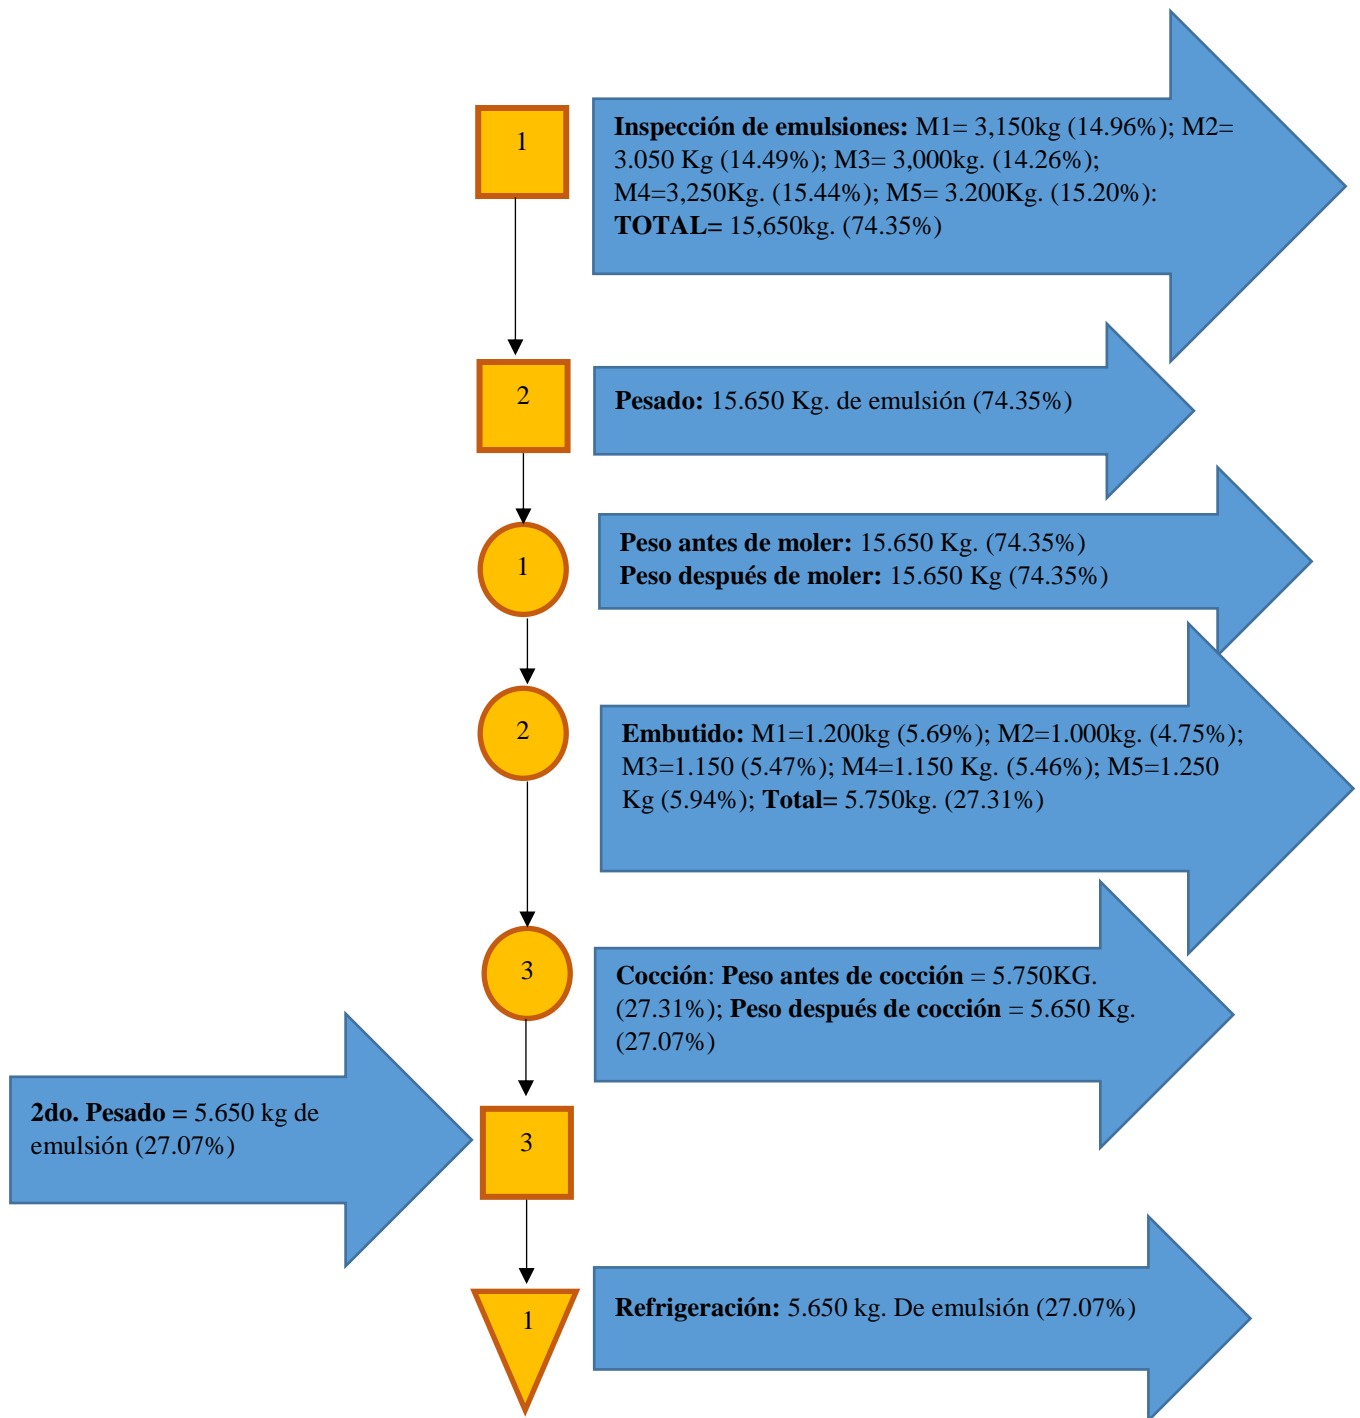 1
Inspección de emulsiones: M1= 3,150kg (14.96%); M2=
3.050 Kg (14.49%); M3= 3,000kg. (14.26%);
M4=3,250Kg. (15.44%); M5= 3.200Kg. (15.20%):
TOTAL= 15,650kg. (74.35%)
2
Pesado: 15.650 Kg. de emulsión (74.35%)
1
Peso antes de moler: 15.650 Kg. (74.35%)
Peso después de moler: 15.650 Kg (74.35%)
2
Embutido: M1=1.200kg (5.69%); M2=1.000kg. (4.75%);
M3=1.150 (5.47%); M4=1.150 Kg. (5.46%); M5=1.250
Kg (5.94%); Total= 5.750kg. (27.31%)
3
Cocción: Peso antes de cocción = 5.750KG.
(27.31%); Peso después de cocción = 5.650 Kg.
(27.07%)
2do. Pesado = 5.650 kg de
emulsión (27.07%)
3
1
Refrigeración: 5.650 kg. De emulsión (27.07%)